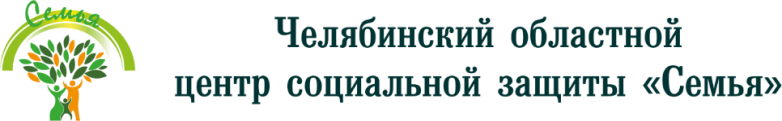 Семья
Челябинский областной
центр социальной защиты «Семья»